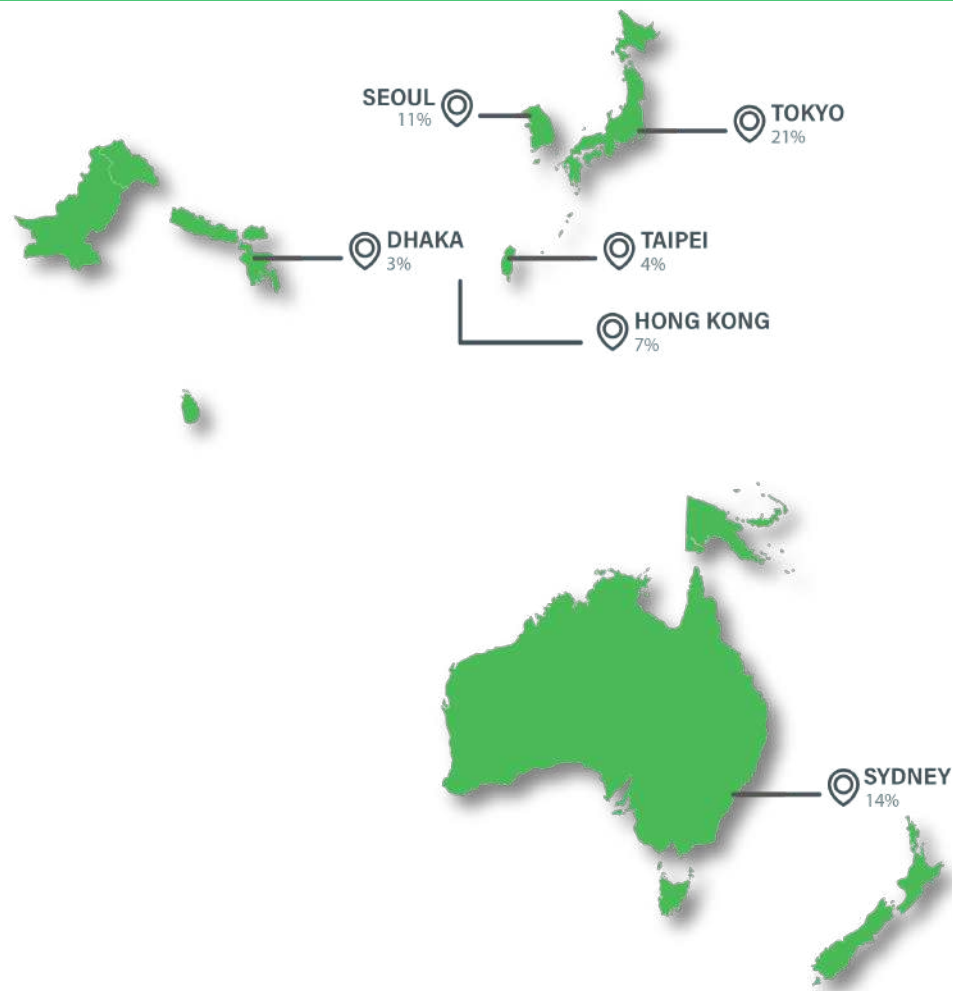 SEOUL
11%
TOKYO
21%
DHAKA
3%
TAIPEI
4%
HONG KONG
7%
SYDNEY
14%